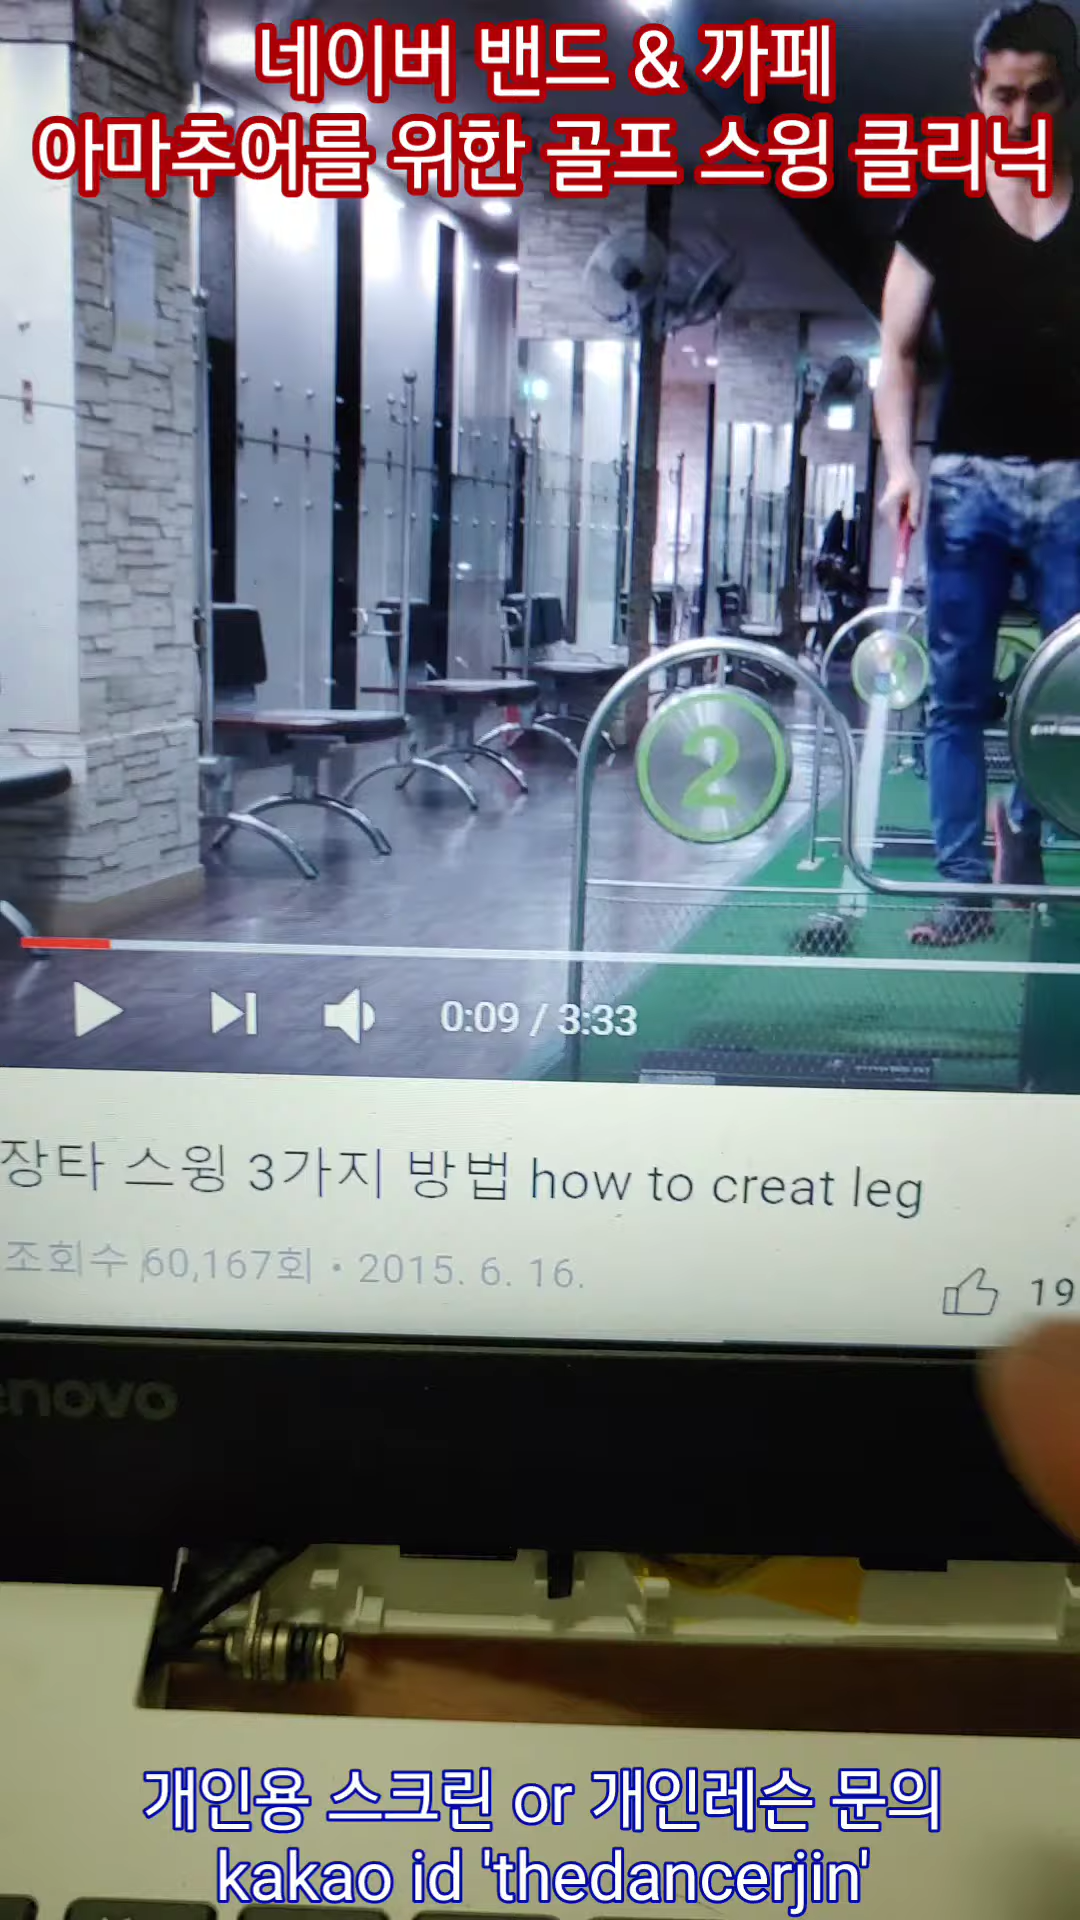 네이버 밴드 & 까페
아마추어를 위한 골프 스윙 클리닉
2
0:09 / 3:33
장타 스윙 3가지 방법 how to creat leg
조회수 60,167회 • 2015. 6. 16.
19
enovo
개인용 스크린 or 개인레슨 문의
kakao id 'thedancerjin'